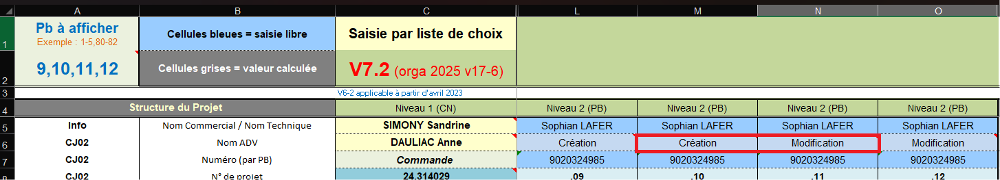 A B C L M N O
1 Pb à afficher Cellules bleues = saisie libre Saisie par liste de choix
Exemple : 1-5,80-82
2 9,10,11,12 Cellules grises = valeur calculée V7.2 (orga 2025 v17-6)
3 V6-2 applicable à partir d'avril 2023
4 Structure du Projet Niveau 1 (CN) Niveau 2 (PB) Niveau 2 (PB) Niveau 2 (PB) Niveau 2 (PB)
5 Info Nom Commercial / Nom Technique SIMONY Sandrine Sophian LAFER Sophian LAFER Sophian LAFER Sophian LAFER
6 CJ02 Nom ADV DAULIAC Anne Création Création Modification Modification
7 CJ02 Numéro (par PB) Commande 9020324985 9020324985 9020324985 9020324985
8 CJ02 N° de projet 24.314029 .09 .10 .11 .12